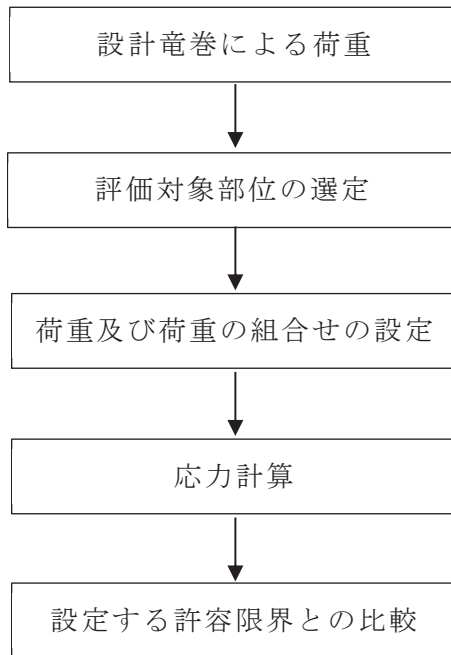 設計竜巻による荷重
評価対象部位の選定
荷重及び荷重の組合せの設定
応力計算
設定する許容限界との比較